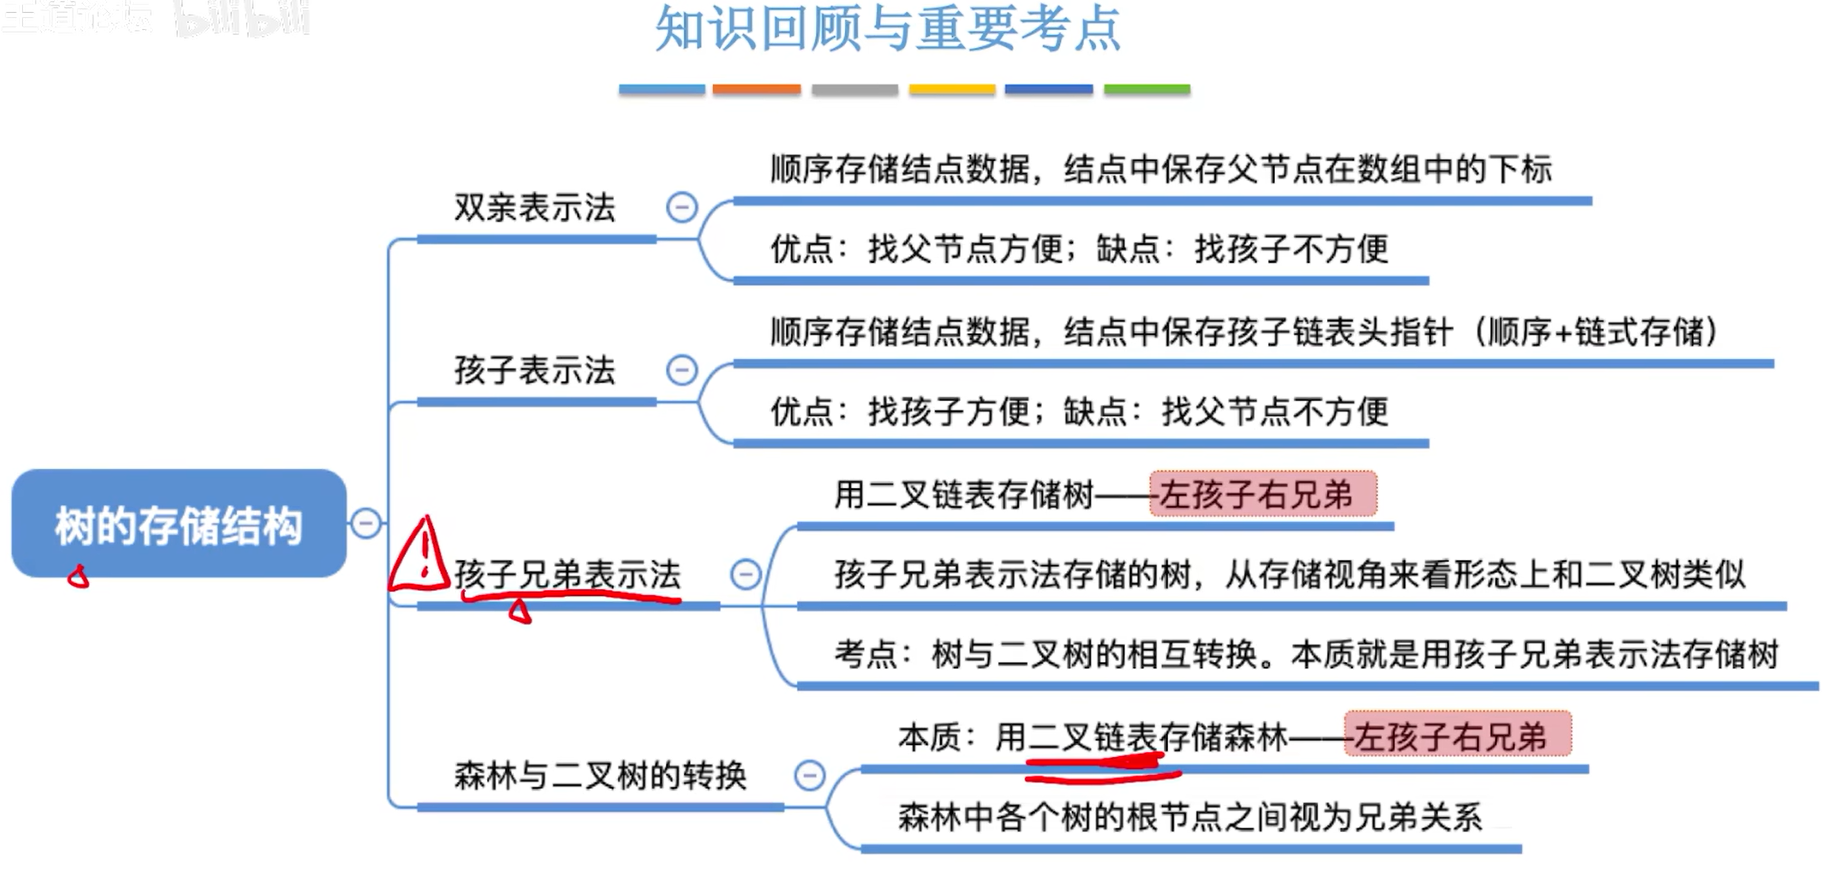 王道论坛 bilibili
知识回顾与重要考点
双亲表示法
顺序存储结点数据，结点中保存父节点在数组中的下标
优点：找父节点方便；缺点：找孩子不方便
孩子表示法
顺序存储结点数据，结点中保存孩子链表头指针（顺序+链式存储）
优点：找孩子方便；缺点：找父节点不方便
树的存储结构
孩子兄弟表示法
用二叉链表存储树——左孩子右兄弟
孩子兄弟表示法存储的树，从存储视角来看形态上和二叉树类似
考点：树与二叉树的相互转换。本质就是用孩子兄弟表示法存储树
森林与二叉树的转换
本质：用二叉链表存储森林——左孩子右兄弟
森林中各个树的根节点之间视为兄弟关系